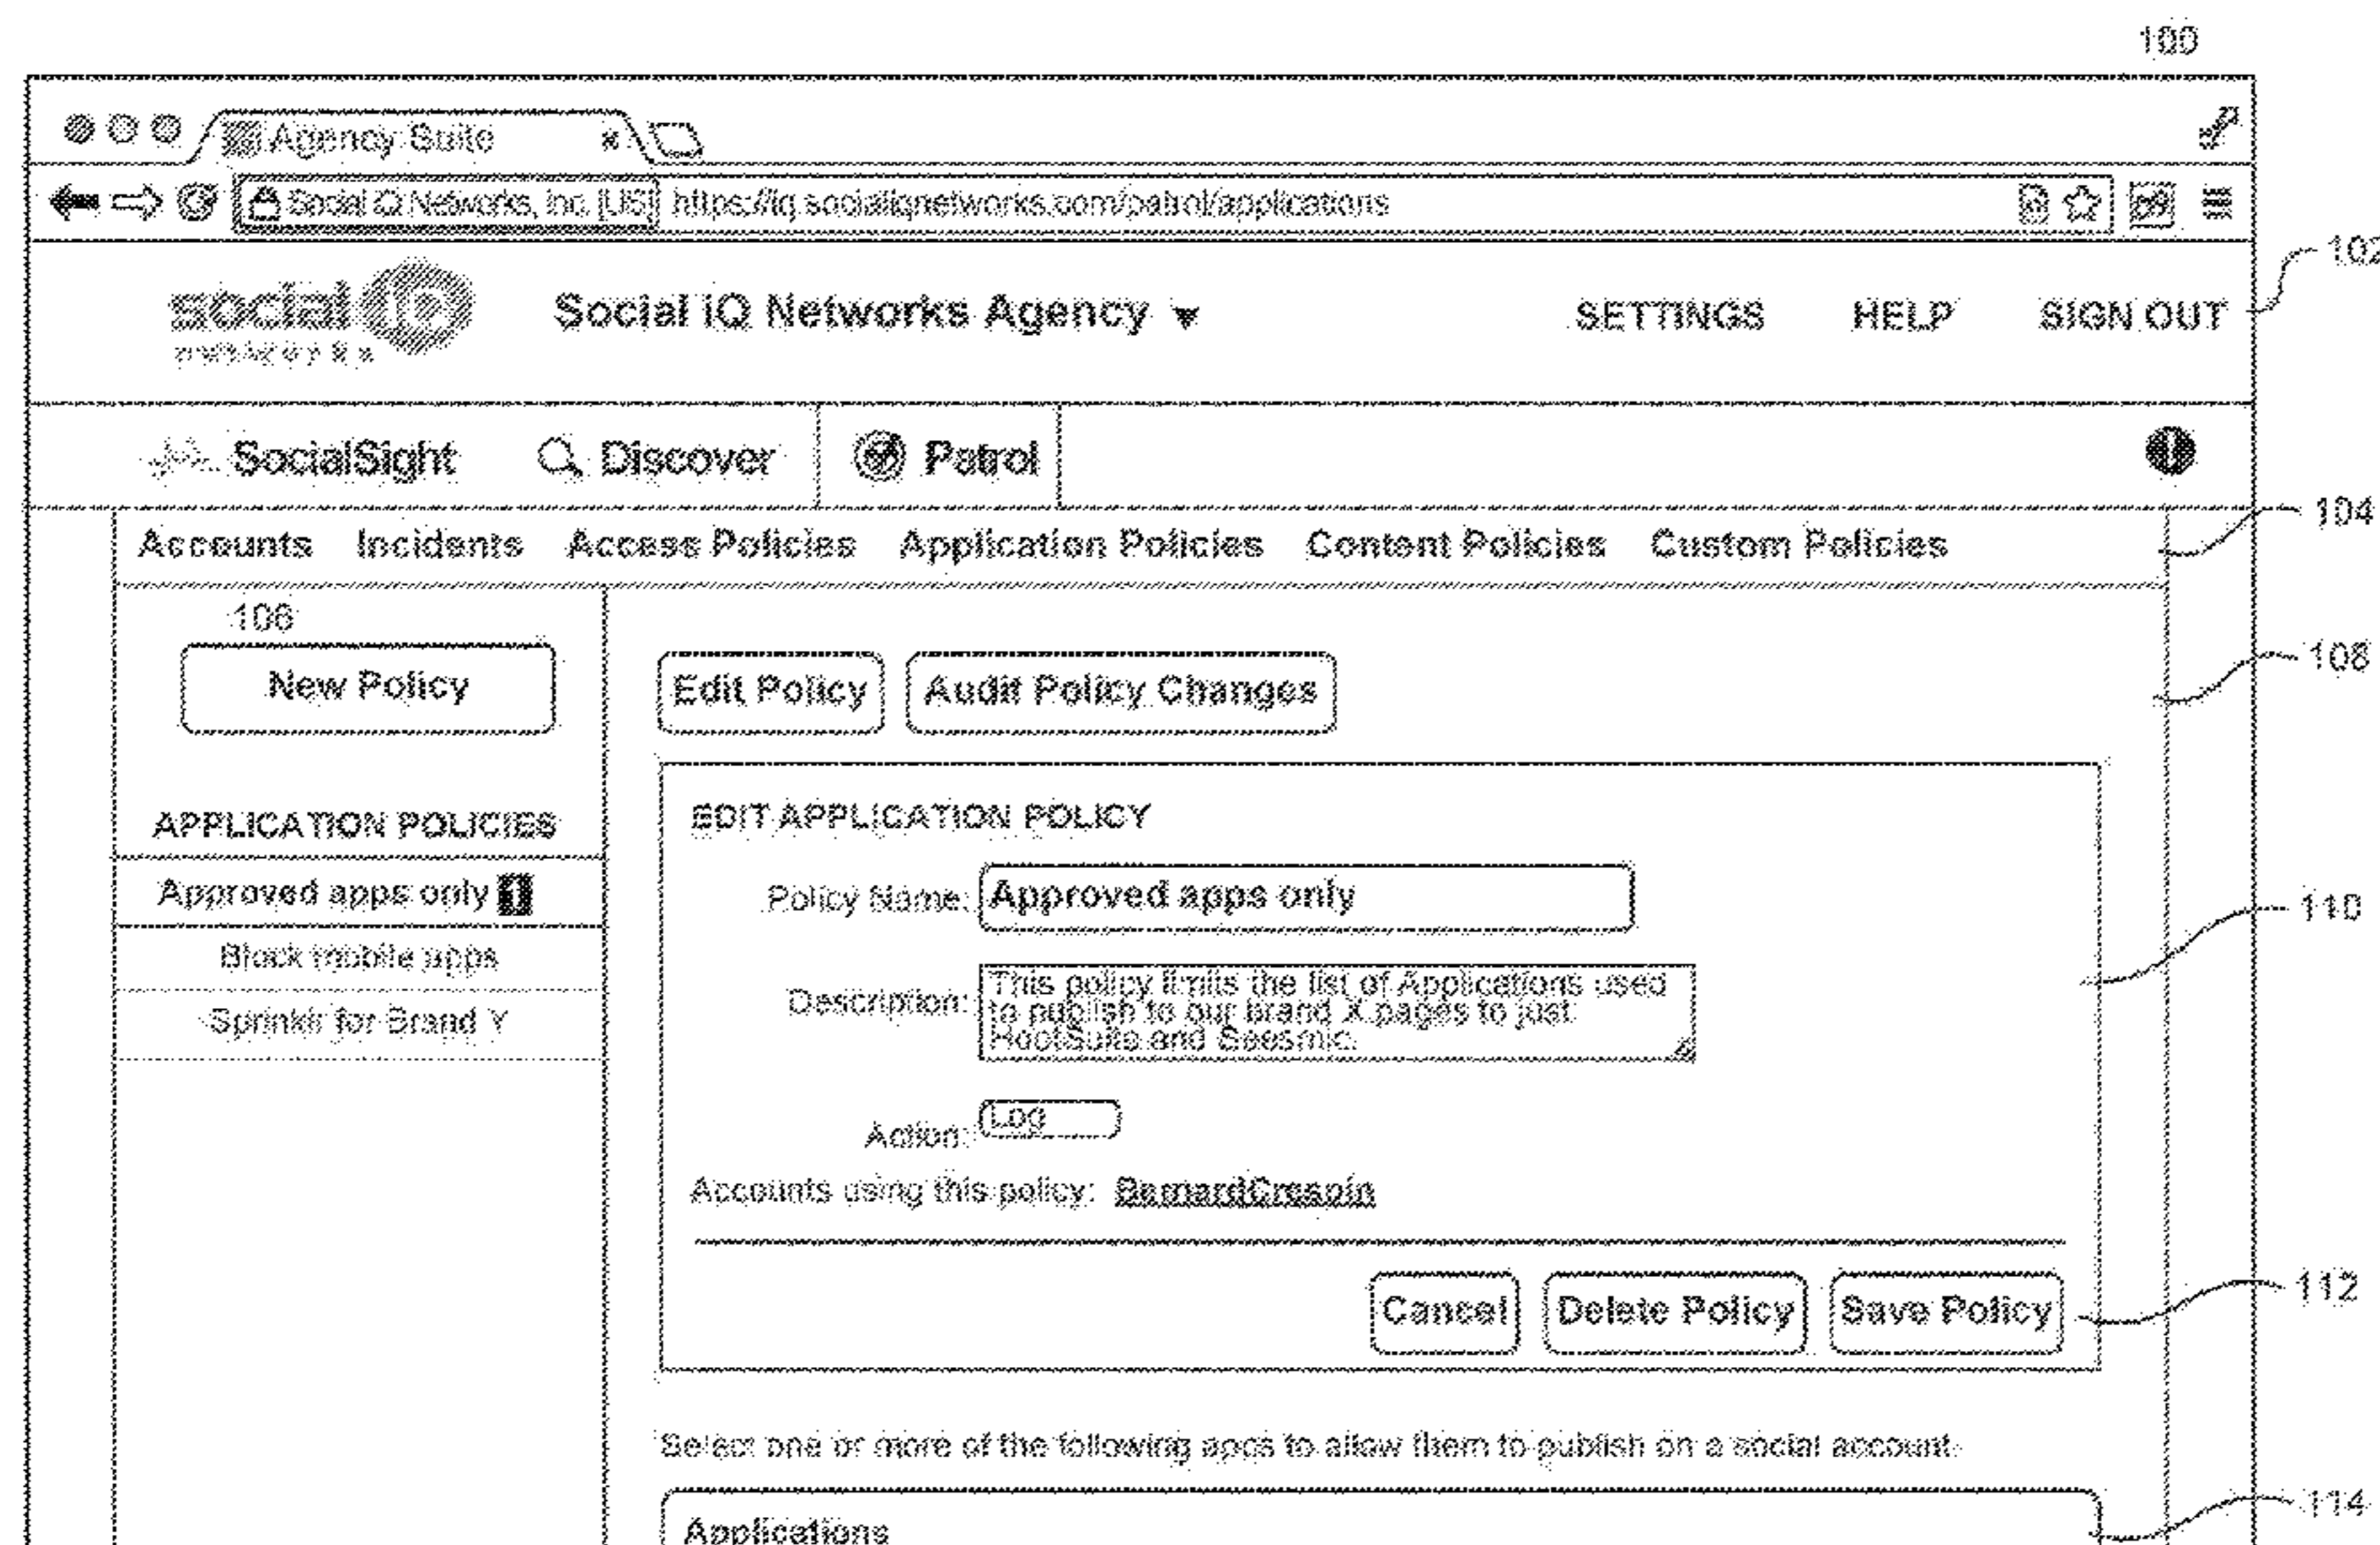 100
Agency Suite
Social iQ Networks, Inc. [US] https://iq.socialiqnetworks.com/patrol/applications
102
social iQ Social iQ Networks Agency SETTINGS HELP SIGN OUT
NETWORKS
SocialSight Discover Patrol
104
Accounts Incidents Access Policies Application Policies Content Policies Custom Policies
106
108
New Policy Edit Policy Audit Policy Changes
APPLICATION POLICIES
EDIT APPLICATION POLICY
Approved apps only
Block mobile apps
Sprinklr for Brand Y
Policy Name: Approved apps only
110
Description: This policy limits the list of Applications used
to publish to our brand X pages to just
HootSuite and Seesmic.
Action: Log
Accounts using this policy: BernardCrespin
112
Cancel Delete Policy Save Policy
Select one or more of the following apps to allow them to publish on a social account.
114
Applications